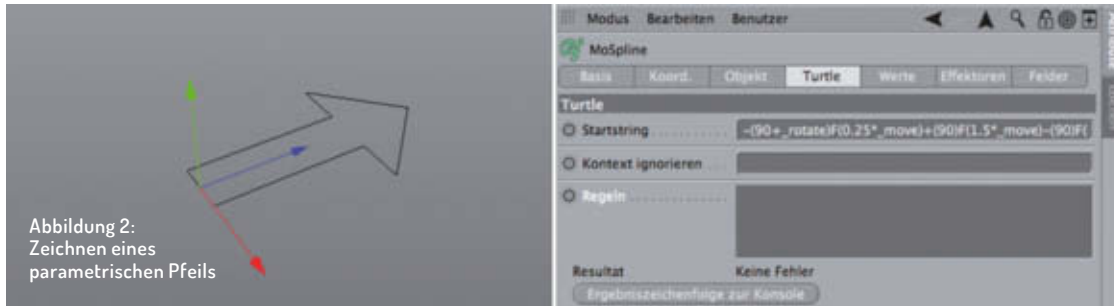 Modus Bearbeiten Benutzer
MoSpline
Basis Koord. Objekt Turtle Werte Effektoren Felder
Turtle
Startstring -(90+_rotate)F(0.25*_move)+(90)F(1.5*_move)-(90)F(
Kontext ignorieren
Regeln
Resultat Keine Fehler
Ergebniszeichenfolge zur Konsole
Abbildung 2:
Zeichnen eines
parametrischen Pfeils